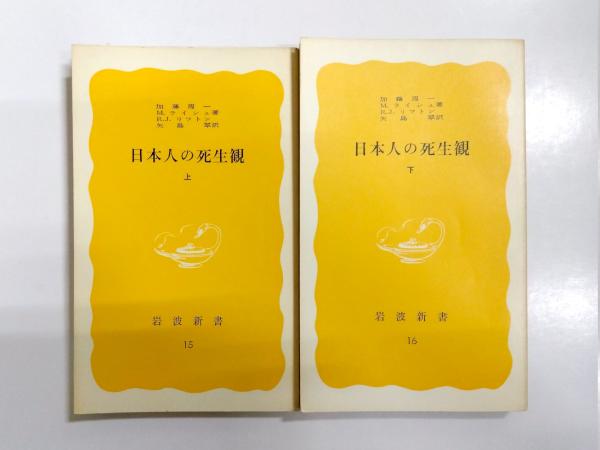 加藤周一
M.ライシュ著
R.J.リフトン
矢島翠訳
日本人の死生観
上
岩波新書
15
加藤周一
M.ライシュ著
R.J.リフトン
矢島翠訳
日本人の死生観
下
岩波新書
16